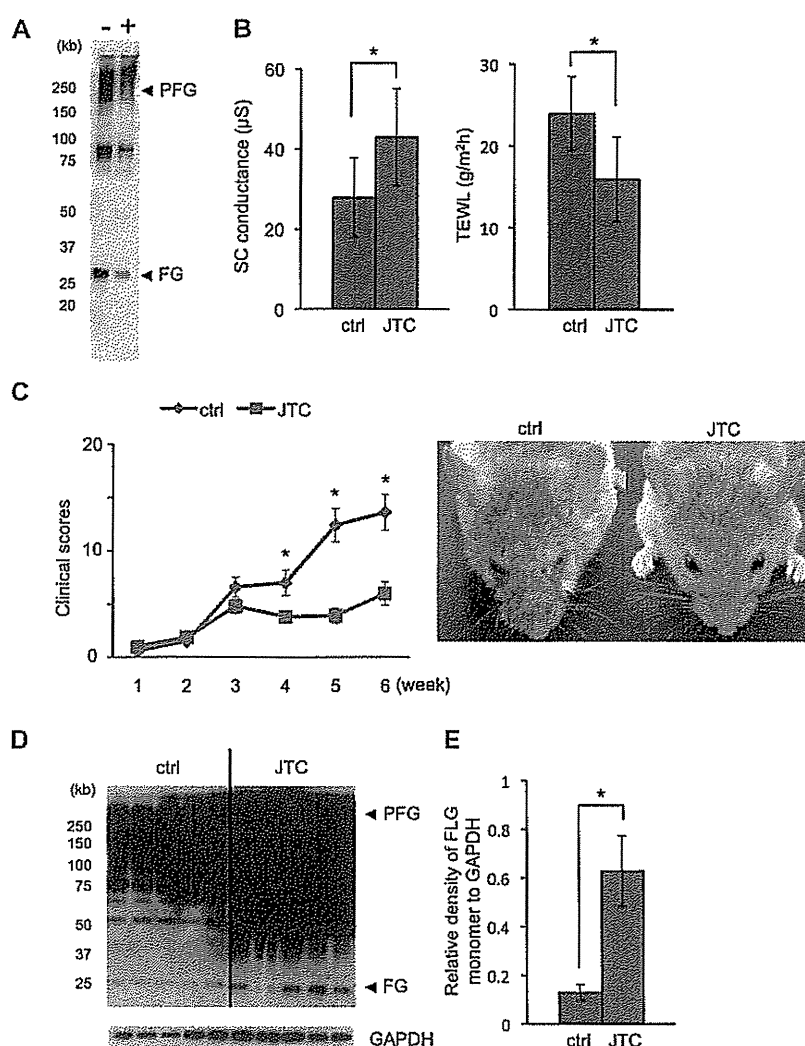 A
- +
(kb)
250
150
100
75
50
37
25
20
PFG
FG
B
*
60
40
20
0
SC conductance (µS)
ctrl JTC
*
30
20
10
0
TEWL (g/m²h)
ctrl JTC
C
ctrl JTC
20
10
0
Clinical scores
* * *
1 2 3 4 5 6 (week)
ctrl JTC
D
ctrl JTC
(kb)
250
150
100
75
50
37
25
PFG
FG
GAPDH
E
*
1
0.8
0.6
0.4
0.2
0
Relative density of FLG
monomer to GAPDH
ctrl JTC